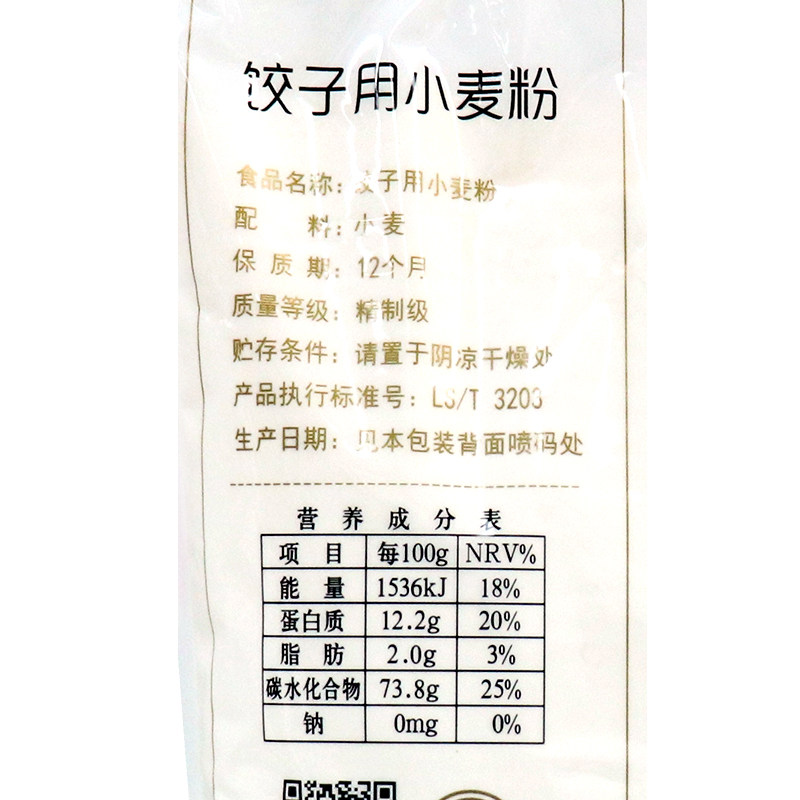 饺子用小麦粉
食品名称：饺子用小麦粉
配 料：小麦
保 质 期：12个月
质量等级：精制级
贮存条件：请置于阴凉干燥处
产品执行标准号：LS/T 3203
生产日期：见本包装背面喷码处
营 养 成 分 表
项 目 每100g NRV%
能 量 1536kJ 18%
蛋白质 12.2g 20%
脂 肪 2.0g 3%
碳水化合物 73.8g 25%
钠 0mg 0%